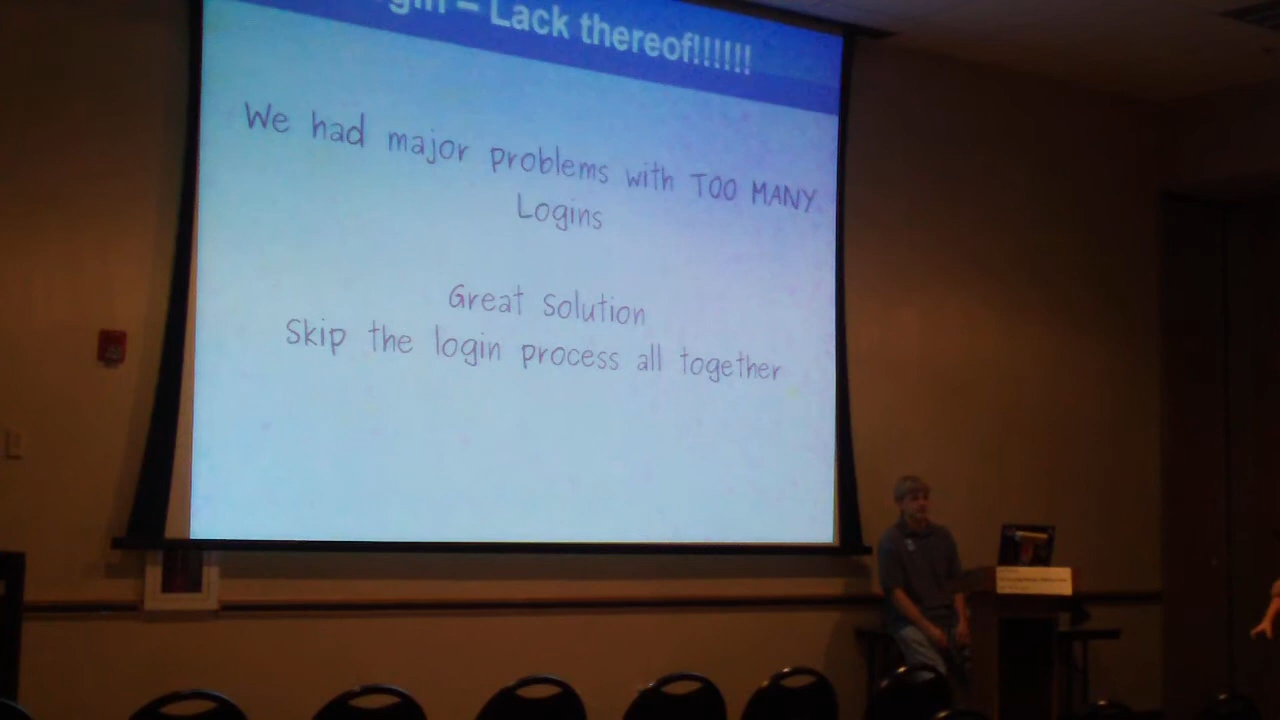 – Lack thereof!!!!!!
We had major problems with TOO MANY
Logins
Great solution
Skip the login process all together